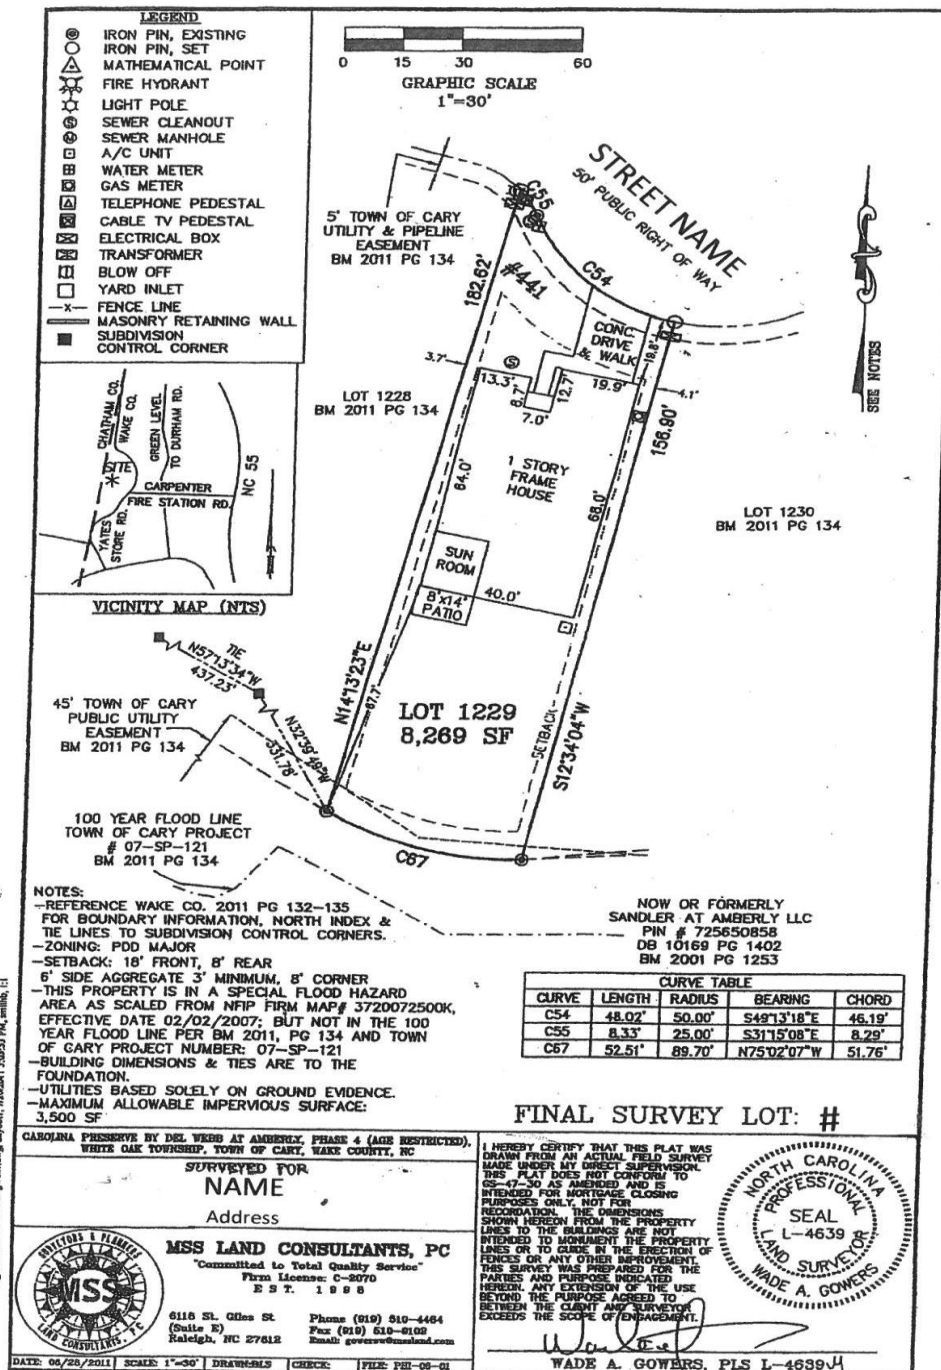 LEGEND
IRON PIN, EXISTING
IRON PIN, SET
MATHEMATICAL POINT
FIRE HYDRANT
LIGHT POLE
SEWER CLEANOUT
SEWER MANHOLE
A/C UNIT
WATER METER
GAS METER
TELEPHONE PEDESTAL
CABLE TV PEDESTAL
ELECTRICAL BOX
TRANSFORMER
BLOW OFF
YARD INLET
FENCE LINE
MASONRY RETAINING WALL
SUBDIVISION
CONTROL CORNER
0 15 30 60
GRAPHIC SCALE
1"=30'
STREET NAME
50' PUBLIC RIGHT OF WAY
C55
C54
5' TOWN OF CARY
UTILITY & PIPELINE
EASEMENT
BM 2011 PG 134
182.62'
#441
CONC.
DRIVE
& WALK
19.8'
3.7'
13.3'
8.7'
12.7'
19.9'
4.1'
7.0'
156.90'
SEE NOTES
LOT 1228
BM 2011 PG 134
64.0'
1 STORY
FRAME
HOUSE
68.0'
LOT 1230
BM 2011 PG 134
SUN
ROOM
8'x14'
PATIO
40.0'
CHATHAM CO.
WAKE CO.
GREEN LEVEL
TO DURHAM RD.
NC 55
SITE
CARPENTER
FIRE STATION RD.
YATES
STORE RD.
VICINITY MAP (NTS)
TIE
N57°13'34"W
437.23'
N32°39'49"W
331.78'
N14°13'23"E
67.7'
LOT 1229
8,269 SF
SETBACK
S12°34'04"W
45' TOWN OF CARY
PUBLIC UTILITY
EASEMENT
BM 2011 PG 134
100 YEAR FLOOD LINE
TOWN OF CARY PROJECT
# 07-SP-121
BM 2011 PG 134
C67
NOTES:
-REFERENCE WAKE CO. 2011 PG 132-135
FOR BOUNDARY INFORMATION, NORTH INDEX &
TIE LINES TO SUBDIVISION CONTROL CORNERS.
-ZONING: PDD MAJOR
-SETBACK: 18' FRONT, 8' REAR
6' SIDE AGGREGATE 3' MINIMUM, 8' CORNER
-THIS PROPERTY IS IN A SPECIAL FLOOD HAZARD
AREA AS SCALED FROM NFIP FIRM MAP# 3720072500K,
EFFECTIVE DATE 02/02/2007; BUT NOT IN THE 100
YEAR FLOOD LINE PER BM 2011, PG 134 AND TOWN
OF CARY PROJECT NUMBER: 07-SP-121
-BUILDING DIMENSIONS & TIES ARE TO THE
FOUNDATION.
-UTILITIES BASED SOLELY ON GROUND EVIDENCE.
-MAXIMUM ALLOWABLE IMPERVIOUS SURFACE:
3,500 SF
NOW OR FORMERLY
SANDLER AT AMBERLY LLC
PIN # 725650858
DB 10169 PG 1402
BM 2001 PG 1253
CURVE TABLE
CURVE LENGTH RADIUS BEARING CHORD
C54 48.02' 50.00' S49°13'18"E 46.19'
C55 8.33' 25.00' S31°15'08"E 8.29'
C67 52.51' 89.70' N75°02'07"W 51.76'
FINAL SURVEY LOT: #
CAROLINA PRESERVE BY DEL WEBB AT AMBERLY, PHASE 4 (AGE RESTRICTED),
WHITE OAK TOWNSHIP, TOWN OF CARY, WAKE COUNTY, NC
SURVEYED FOR
NAME
Address
SURVEYORS & PLANNERS
MSS
LAND CONSULTANTS, PC
MSS LAND CONSULTANTS, PC
"Committed to Total Quality Service"
Firm License: C-2070
EST. 1996
6118 St. Giles St
(Suite E)
Raleigh, NC 27612
Phone (919) 510-4464
Fax (919) 510-9102
Email: gowersw@mssland.com
DATE: 06/28/2011 SCALE: 1"=30' DRAWN:BLS CHECK: FILE: PH1-06-01
I HEREBY CERTIFY THAT THIS PLAT WAS
DRAWN FROM AN ACTUAL FIELD SURVEY
MADE UNDER MY DIRECT SUPERVISION.
THIS PLAT DOES NOT CONFORM TO
GS-47-30 AS AMENDED AND IS
INTENDED FOR MORTGAGE CLOSING
PURPOSES ONLY, NOT FOR
RECORDATION. THE DIMENSIONS
SHOWN HEREON FROM THE PROPERTY
LINES TO THE BUILDINGS ARE NOT
INTENDED TO MONUMENT THE PROPERTY
LINES OR TO GUIDE IN THE ERECTION OF
FENCES OR ANY OTHER IMPROVEMENT.
THIS SURVEY WAS PREPARED FOR THE
PARTIES AND PURPOSE INDICATED
HEREON. ANY EXTENSION OF THE USE
BEYOND THE PURPOSE AGREED TO
BETWEEN THE CLIENT AND SURVEYOR
EXCEEDS THE SCOPE OF ENGAGEMENT.
NORTH CAROLINA
PROFESSIONAL
SEAL
L-4639
LAND SURVEYOR
WADE A. GOWERS
WADE A. GOWERS, PLS L-4639